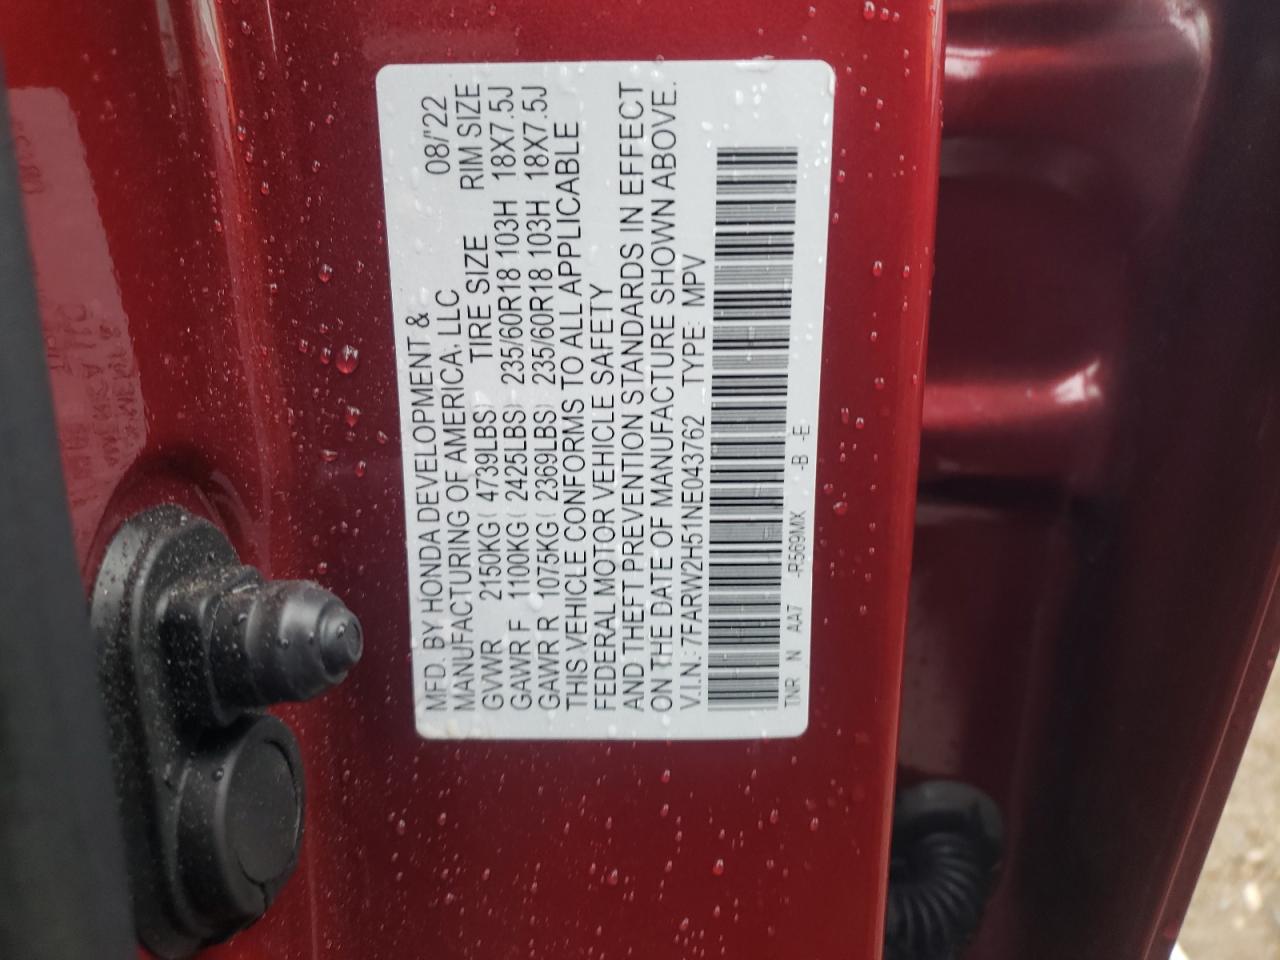 MFD. BY HONDA DEVELOPMENT & 08/'22
MANUFACTURING OF AMERICA, LLC
TIRE SIZE RIM SIZE
GVWR 2150KG( 4739LBS)
GAWR F 1100KG( 2425LBS) 235/60R18 103H 18X7.5J
GAWR R 1075KG( 2369LBS) 235/60R18 103H 18X7.5J
THIS VEHICLE CONFORMS TO ALL APPLICABLE
FEDERAL MOTOR VEHICLE SAFETY
AND THEFT PREVENTION STANDARDS IN EFFECT
ON THE DATE OF MANUFACTURE SHOWN ABOVE.
V.I.N.: 7FARW2H51NE043762 TYPE: MPV
TNR N AA7 -R569MX -B -E